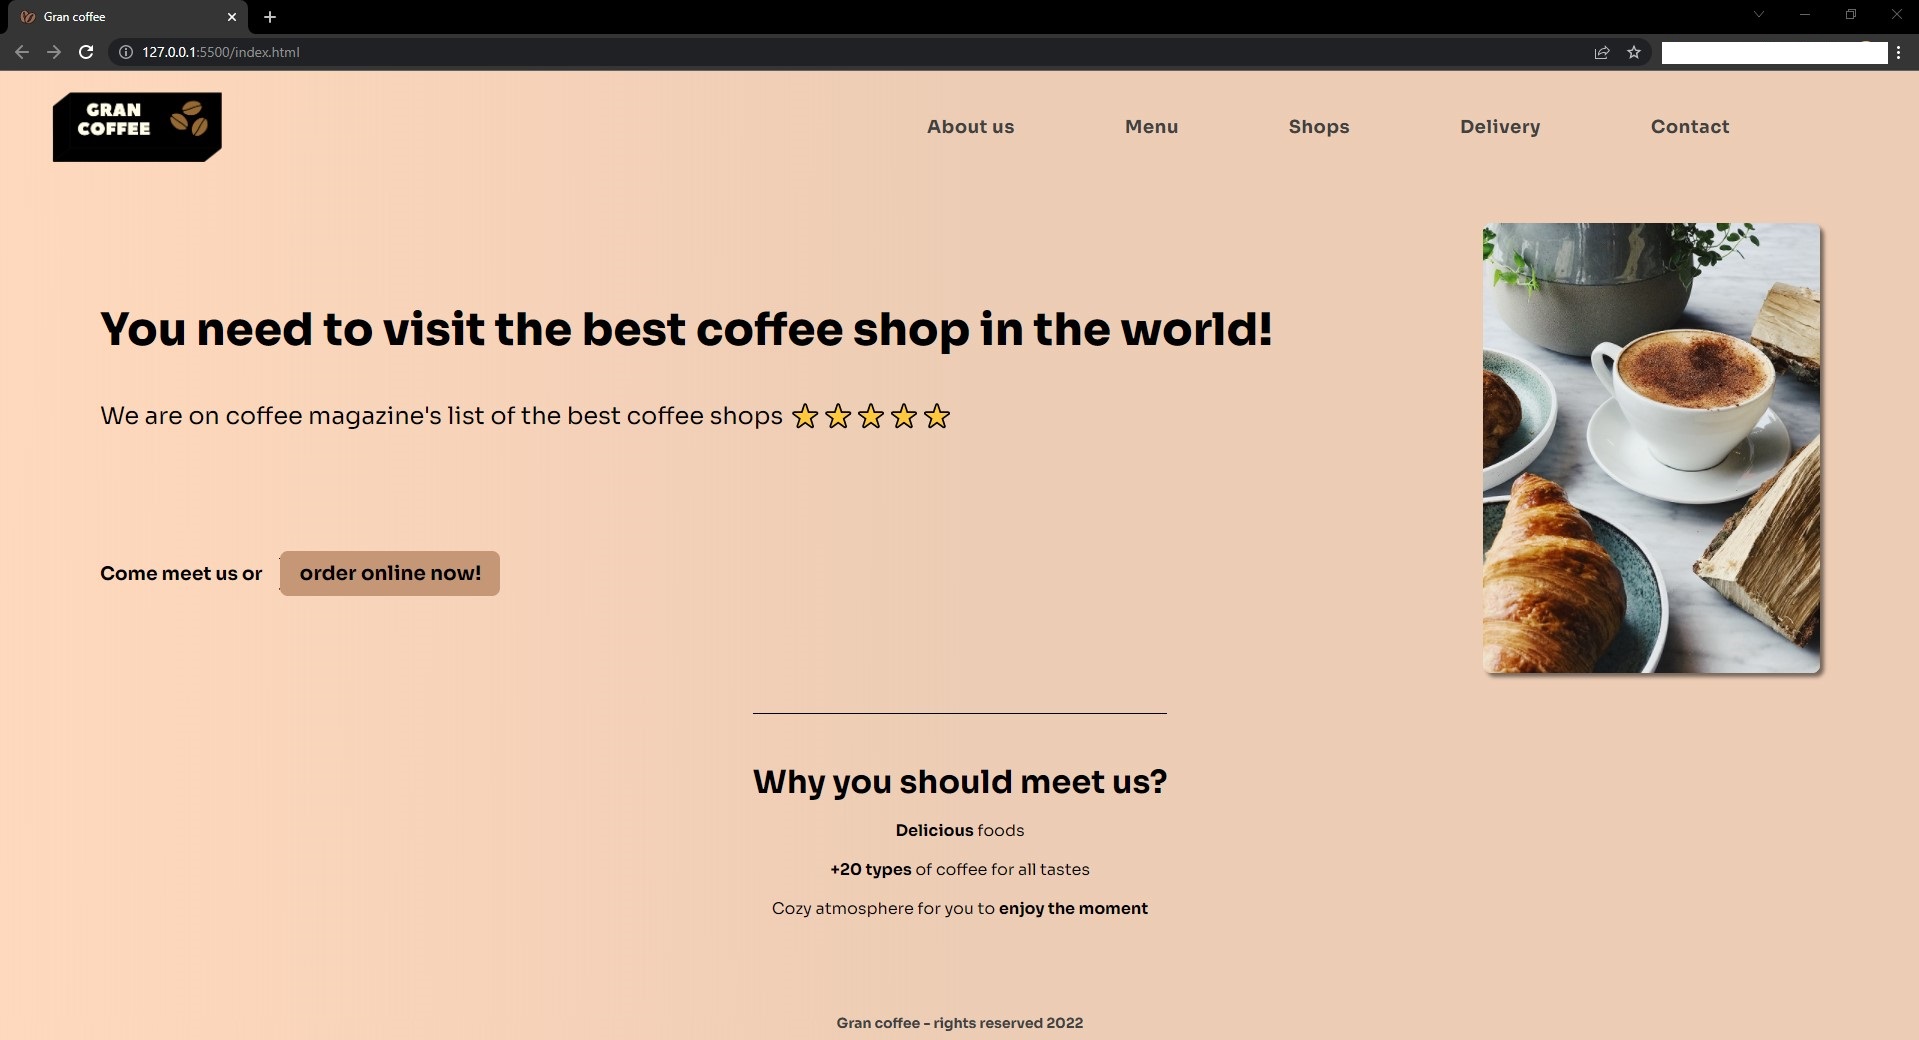 Gran coffee
127.0.0.1:5500/index.html
GRAN
COFFEE
About us Menu Shops Delivery Contact
You need to visit the best coffee shop in the world!
We are on coffee magazine's list of the best coffee shops ⭐⭐⭐⭐⭐
Come meet us or order online now!
Why you should meet us?
Delicious foods
+20 types of coffee for all tastes
Cozy atmosphere for you to enjoy the moment
Gran coffee - rights reserved 2022